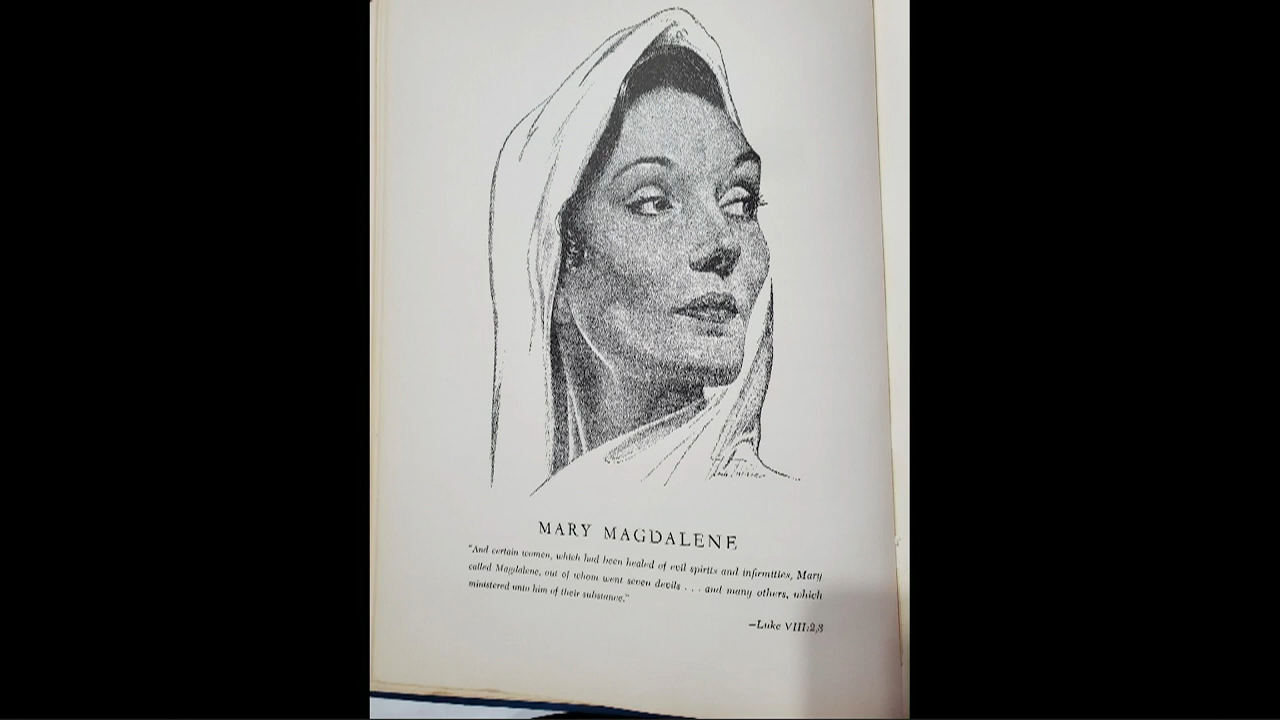 MARY MAGDALENE
"And certain women, which had been healed of evil spirits and infirmities, Mary
called Magdalene, out of whom went seven devils . . . and many others, which
ministered unto him of their substance."
—Luke VIII:2,3